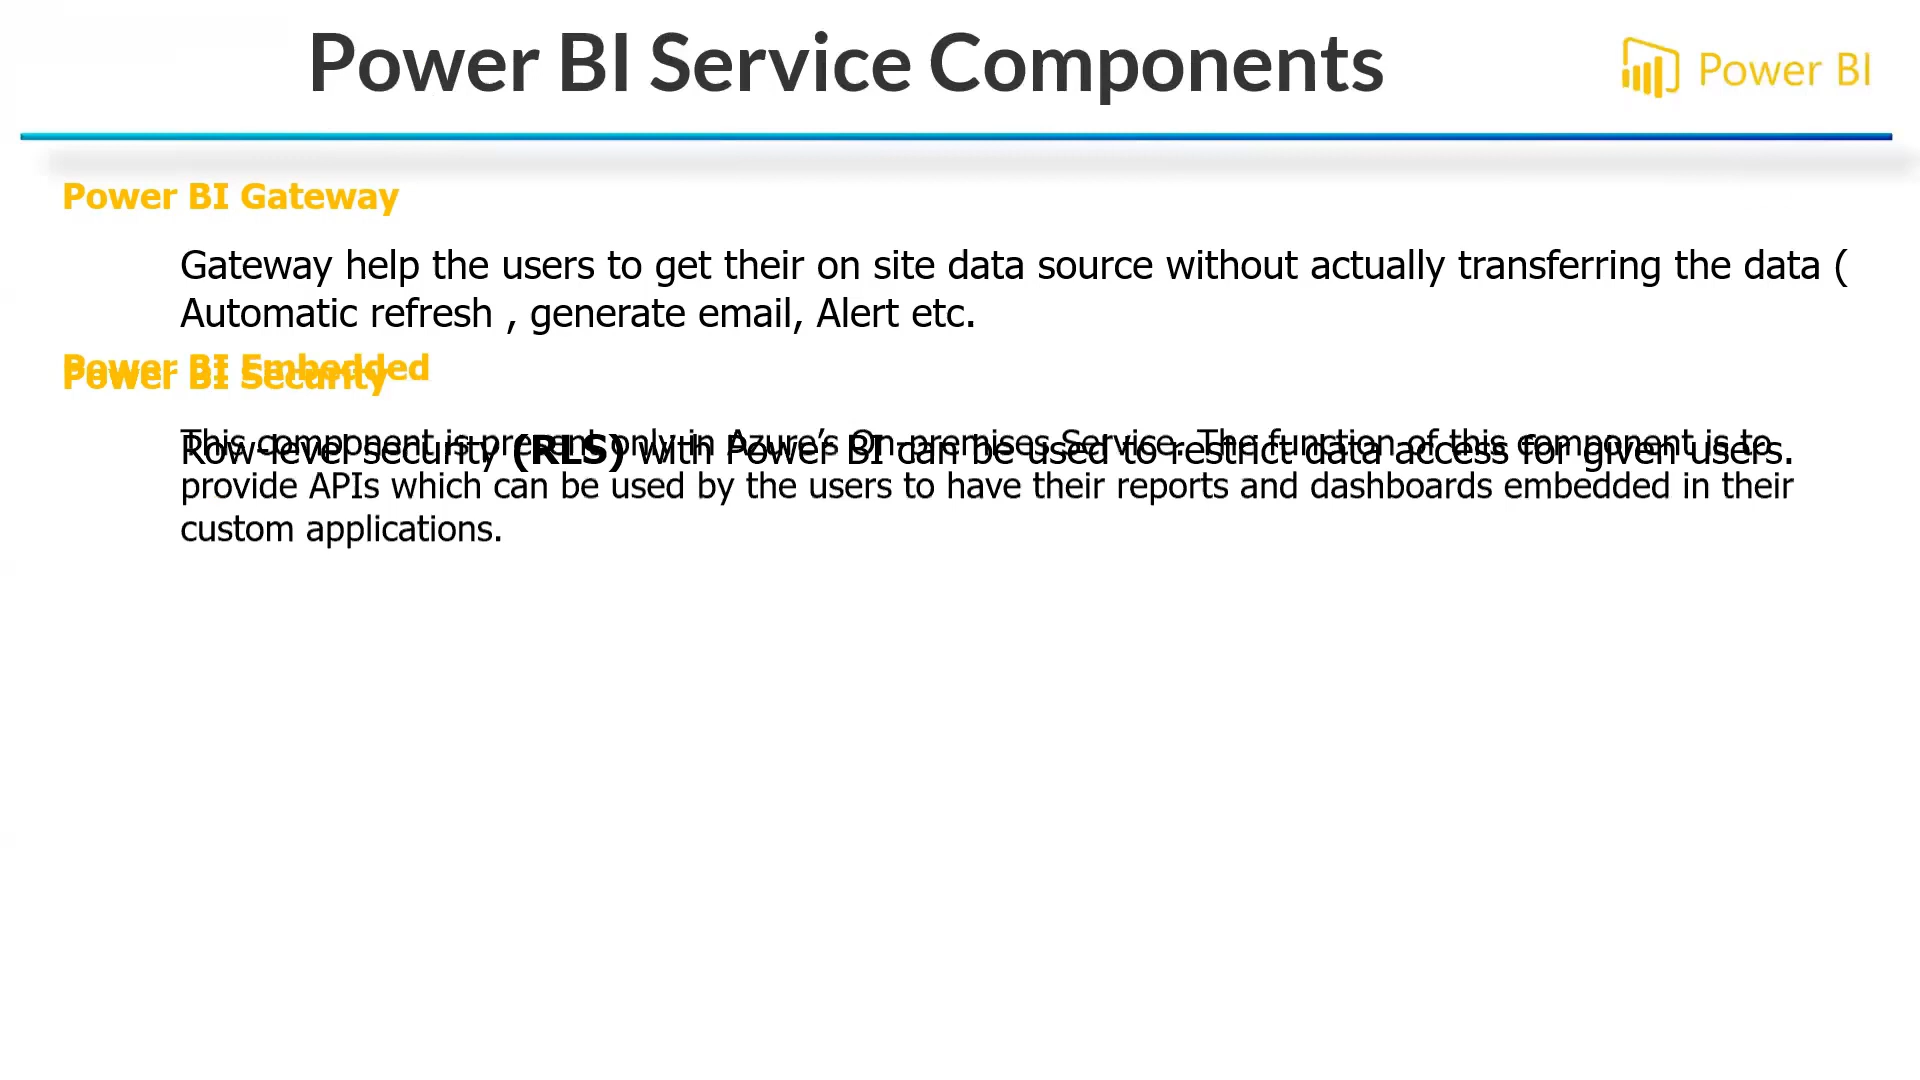 Power BI Service Components
Power BI
Power BI Gateway
Gateway help the users to get their on site data source without actually transferring the data (
Automatic refresh , generate email, Alert etc.
Power BI Embedded
Power BI Security
This component is present only in Azure’s On-premises Service. The function of this component is to
Row-level security (RLS) with Power BI can be used to restrict data access for given users.
provide APIs which can be used by the users to have their reports and dashboards embedded in their
custom applications.